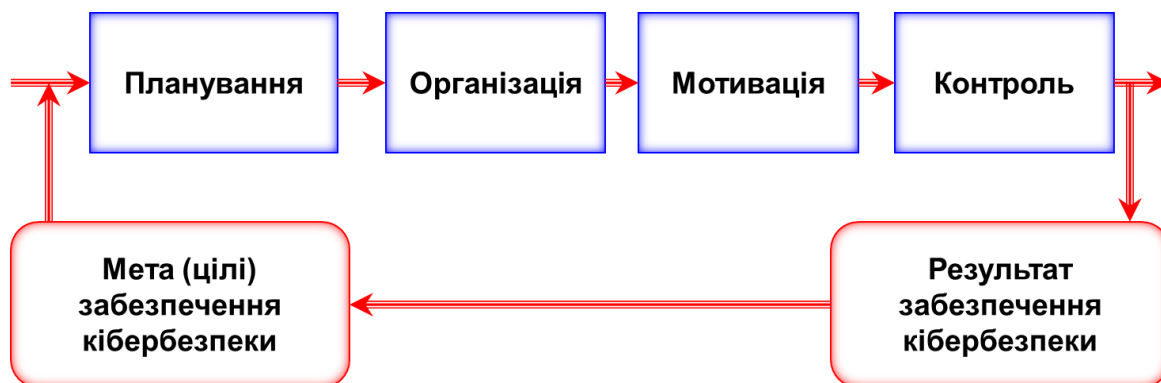 Планування
Організація
Мотивація
Контроль
Мета (цілі)
забезпечення
кібербезпеки
Результат
забезпечення
кібербезпеки